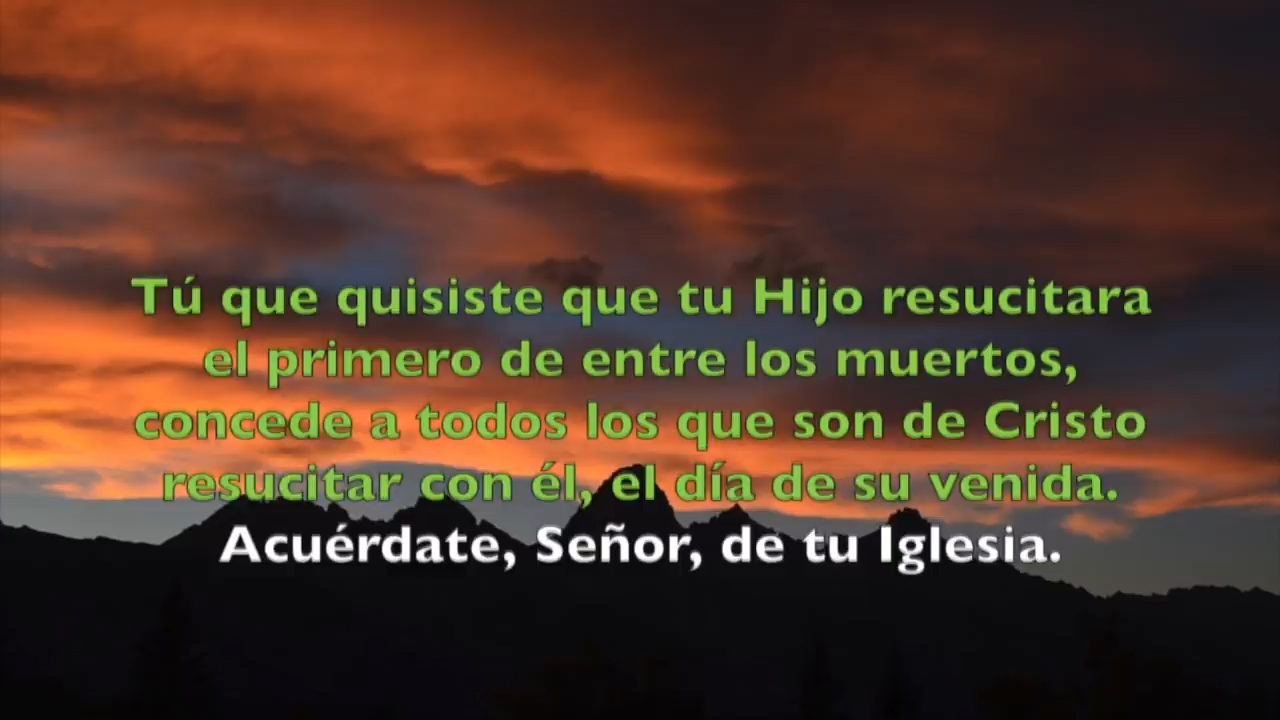 Tú que quisiste que tu Hijo resucitara
el primero de entre los muertos,
concede a todos los que son de Cristo
resucitar con él, el día de su venida.
Acuérdate, Señor, de tu Iglesia.